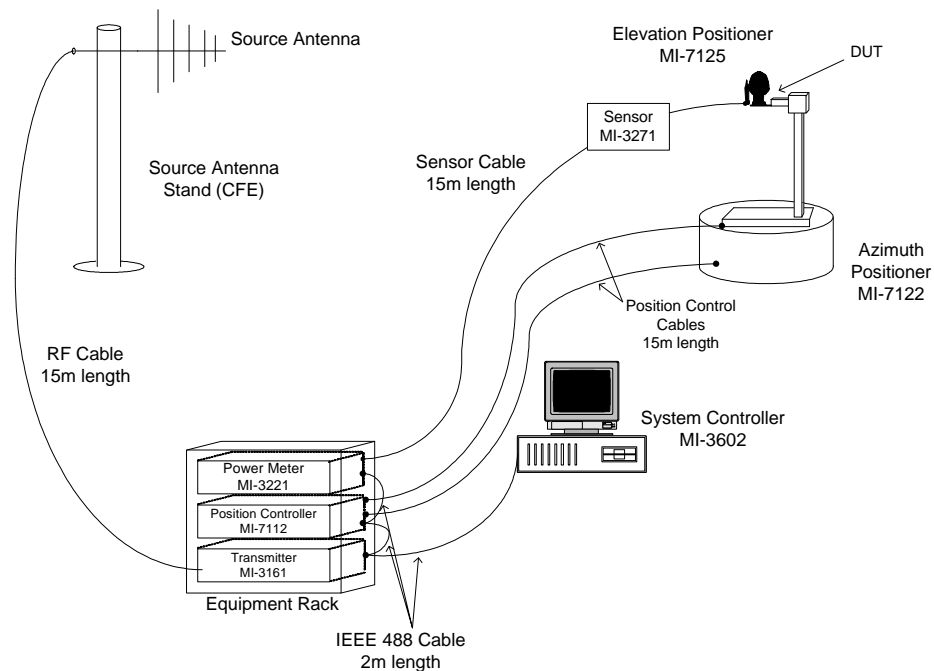 Source Antenna
Elevation Positioner
MI-7125
DUT
Sensor
MI-3271
Sensor Cable
15m length
Source Antenna
Stand (CFE)
Azimuth
Positioner
MI-7122
Position Control
Cables
15m length
RF Cable
15m length
System Controller
MI-3602
Power Meter
MI-3221
Position Controller
MI-7112
Transmitter
MI-3161
Equipment Rack
IEEE 488 Cable
2m length